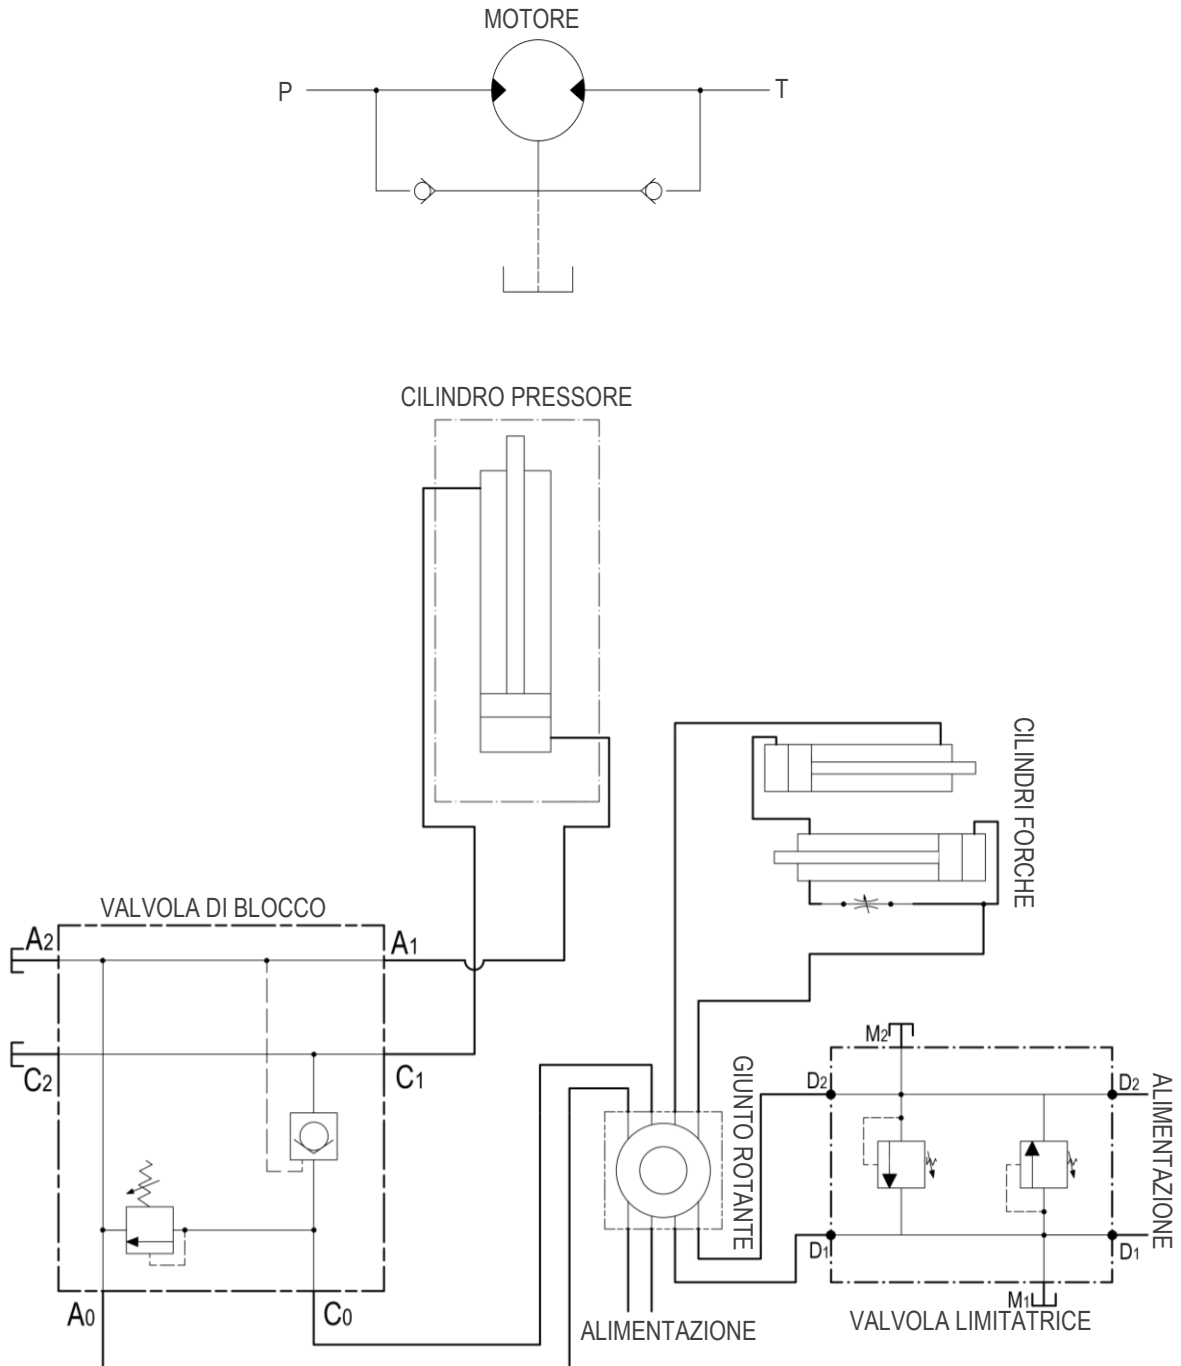 MOTORE
P
T
CILINDRO PRESSORE
CILINDRI FORCHE
VALVOLA DI BLOCCO
A2
A1
C2
C1
A0
C0
GIUNTO ROTANTE
ALIMENTAZIONE
M2
D2
D2
D1
D1
M1
ALIMENTAZIONE
VALVOLA LIMITATRICE